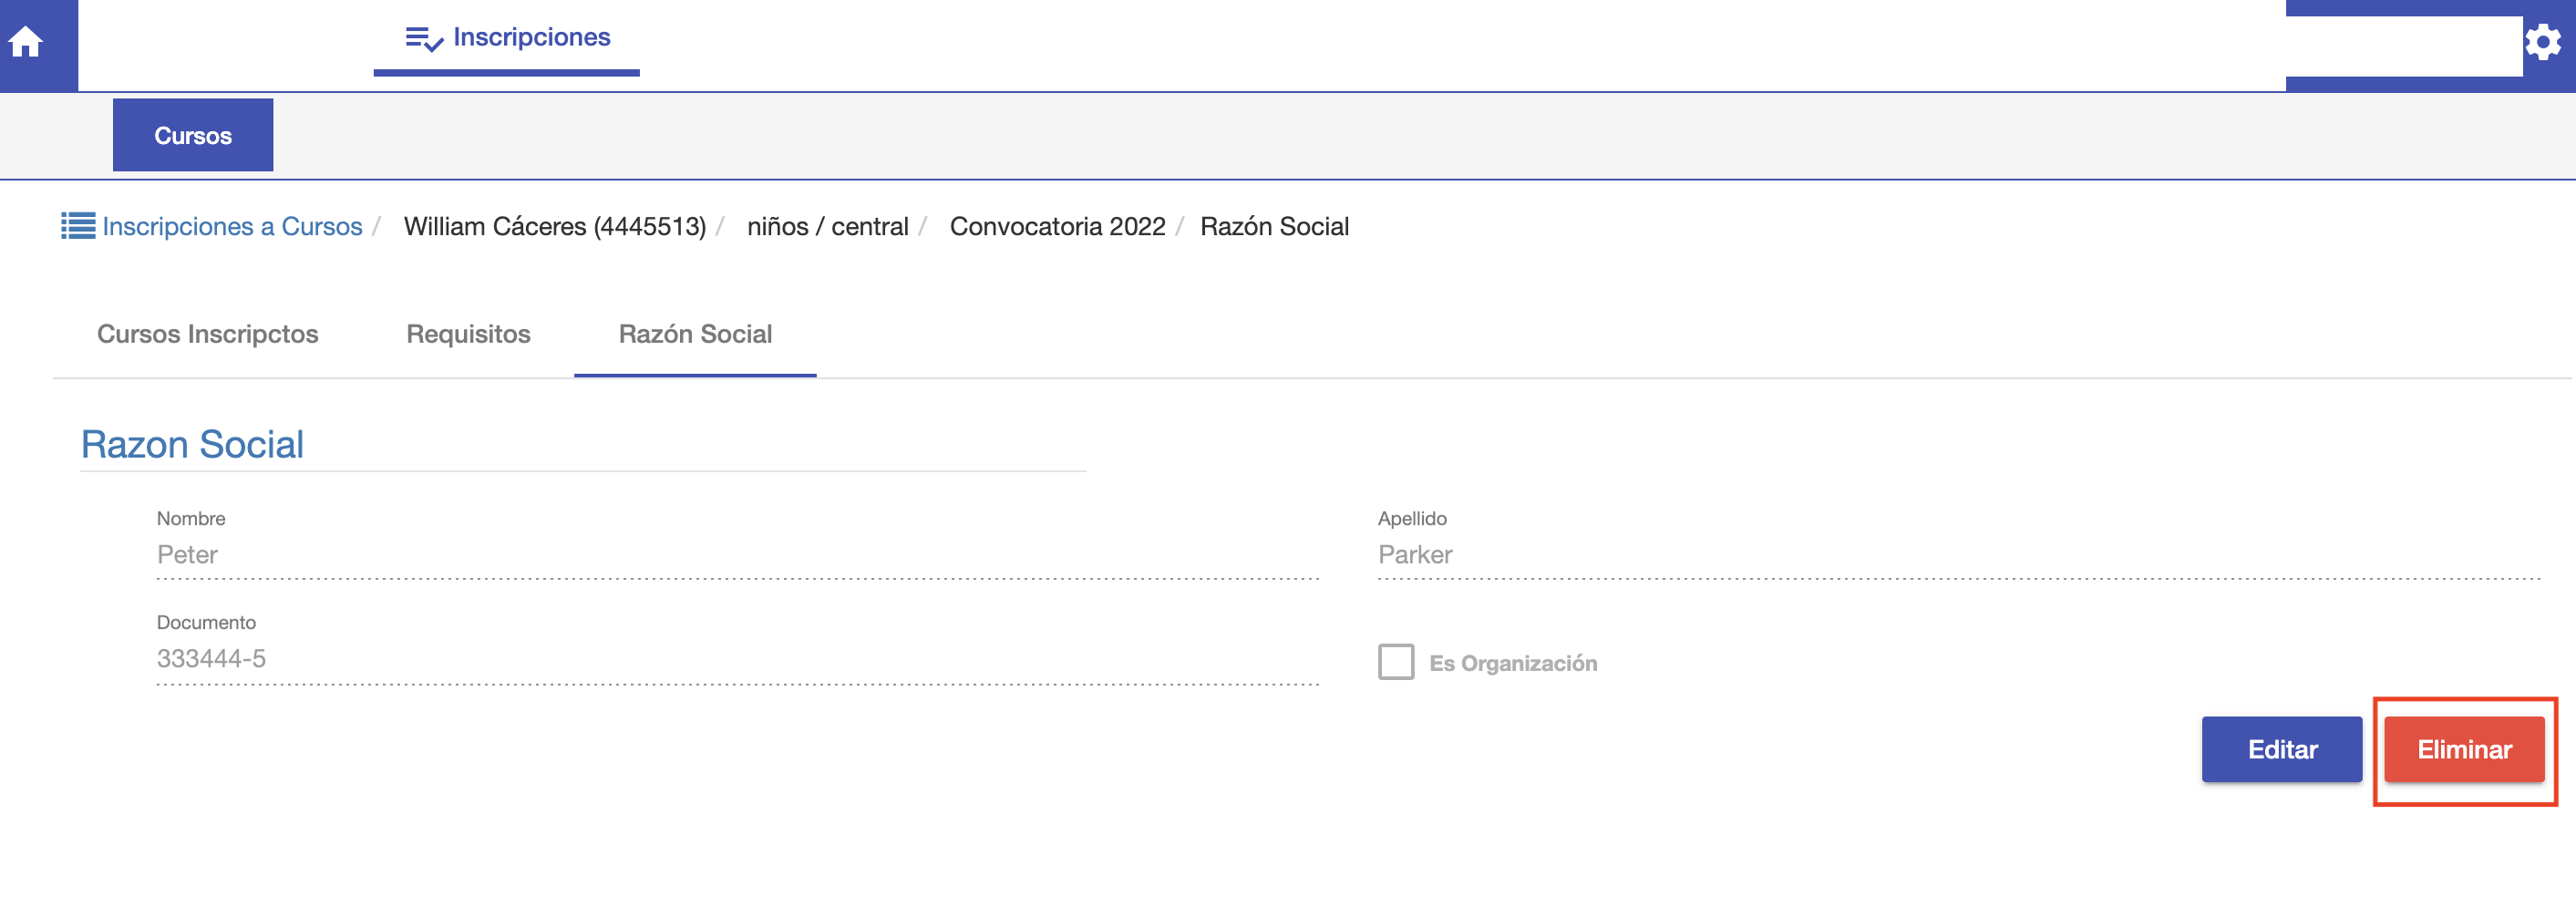 Inscripciones
Cursos
Inscripciones a Cursos / William Cáceres (4445513) / niños / central / Convocatoria 2022 / Razón Social
Cursos Inscripctos Requisitos Razón Social
Razon Social
Nombre Apellido
Peter Parker
Documento
333444-5 Es Organización
Editar Eliminar